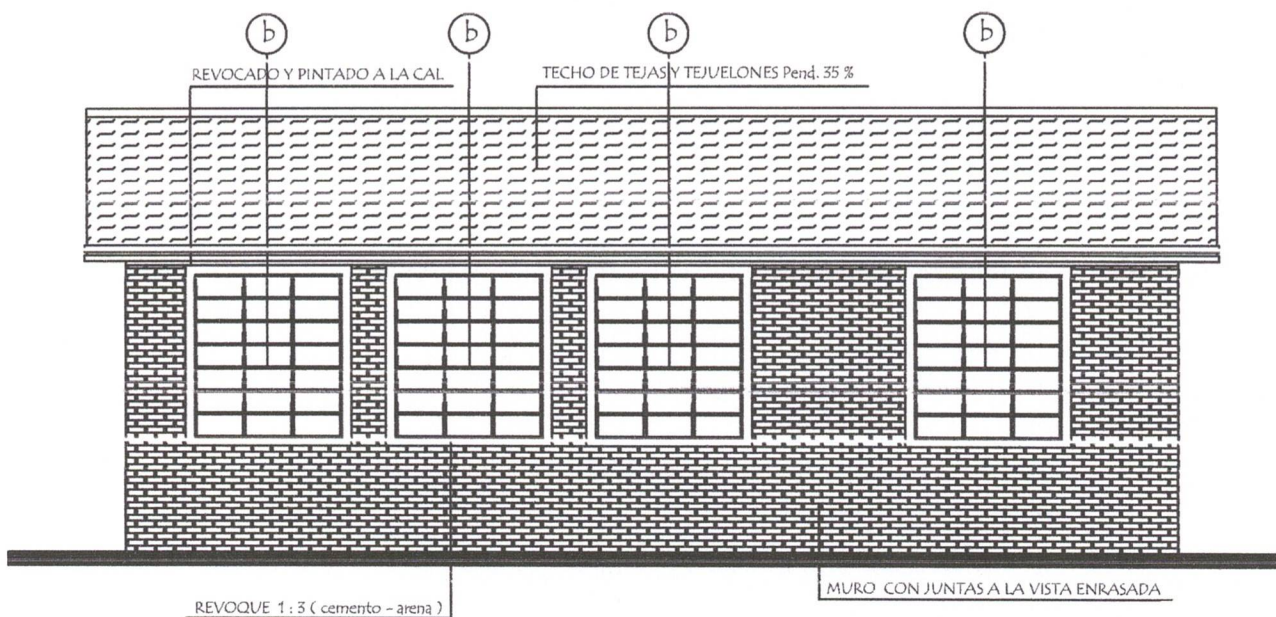 b b b b
REVOCADO Y PINTADO A LA CAL
TECHO DE TEJAS Y TEJUELONES Pend. 35 %
MURO CON JUNTAS A LA VISTA ENRASADA
REVOQUE 1 : 3 ( cemento - arena )